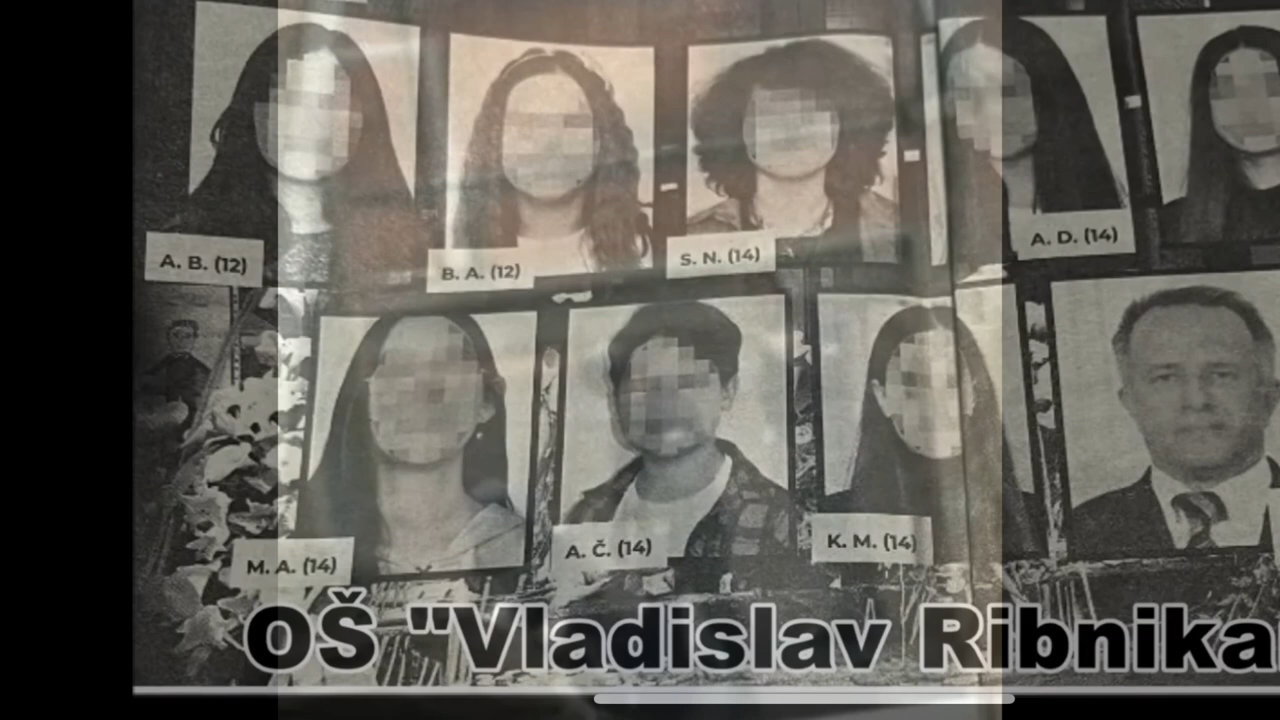 A. B. (12)
B. A. (12)
S. N. (14)
A. D. (14)
M. A. (14)
A. Č. (14)
K. M. (14)
OŠ "Vladislav Ribnika